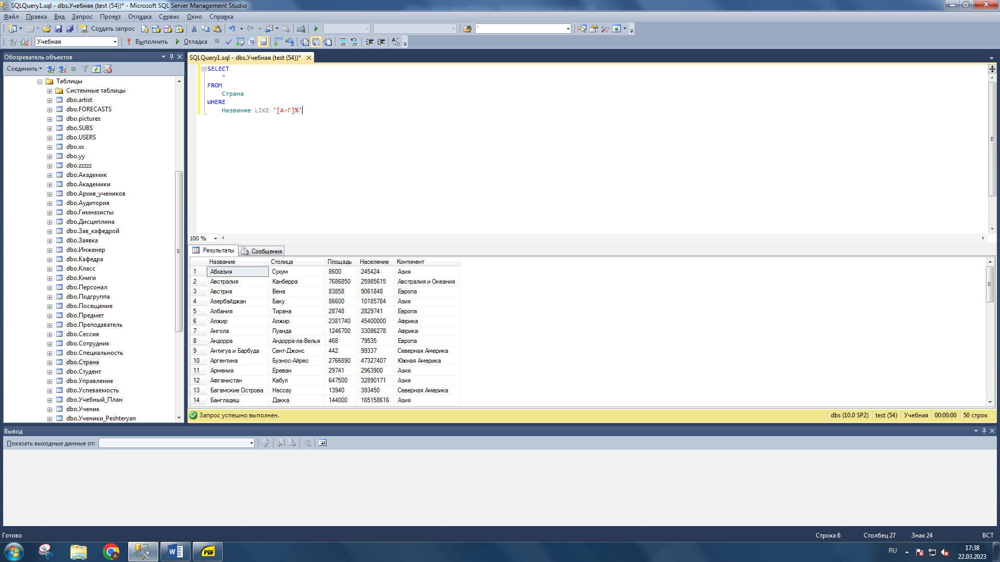 SQLQuery1.sql - dbs.Учебная (test (54))* - Microsoft SQL Server Management Studio
Файл Правка Вид Запрос Проект Отладка Сервис Окно Справка
Создать запрос '
Учебная Выполнить Отладка
Обозреватель объектов
Соединить
Таблицы
Системные таблицы
dbo.artist
dbo.FORECASTS
dbo.pictures
dbo.SUBS
dbo.USERS
dbo.xx
dbo.yy
dbo.zzzzz
dbo.Академик
dbo.Академики
dbo.Архив_учеников
dbo.Аудитория
dbo.Гимназисты
dbo.Дисциплина
dbo.Зав_кафедрой
dbo.Заявка
dbo.Инженер
dbo.Кафедра
dbo.Класс
dbo.Книги
dbo.Персонал
dbo.Подгруппа
dbo.Посещение
dbo.Предмет
dbo.Преподаватель
dbo.Сессия
dbo.Сотрудник
dbo.Специальность
dbo.Страна
dbo.Студент
dbo.Управление
dbo.Успеваемость
dbo.Учебный_План
dbo.Ученик
dbo.Ученики_Peshteryan
SQLQuery1.sql - dbs.Учебная (test (54))*
SELECT
*
FROM
Страна
WHERE
Название LIKE '[А-Г]%'
100 %
Результаты Сообщения
Название Столица Площадь Население Континент
1 Абхазия Сухум 8600 245424 Азия
2 Австралия Канберра 7686850 25985615 Австралия и Океания
3 Австрия Вена 83858 9061848 Европа
4 Азербайджан Баку 86600 10185784 Азия
5 Албания Тирана 28748 2829741 Европа
6 Алжир Алжир 2381740 45400000 Африка
7 Ангола Луанда 1246700 33086278 Африка
8 Андорра Андорра-ла-Велья 468 79535 Европа
9 Антигуа и Барбуда Сент-Джонс 442 99337 Северная Америка
10 Аргентина Буэнос-Айрес 2766890 47327407 Южная Америка
11 Армения Ереван 29741 2963900 Азия
12 Афганистан Кабул 647500 32890171 Азия
13 Багамские Острова Нассау 13940 393450 Северная Америка
14 Бангладеш Дакка 144000 165158616 Азия
Запрос успешно выполнен. dbs (10.0 SP2) test (54) Учебная 00:00:00 50 строк
Вывод
Показать выходные данные от:
Готово Строка 6 Столбец 27 Знак 24 ВСТ
W PDF RU 17:38
22.03.2023